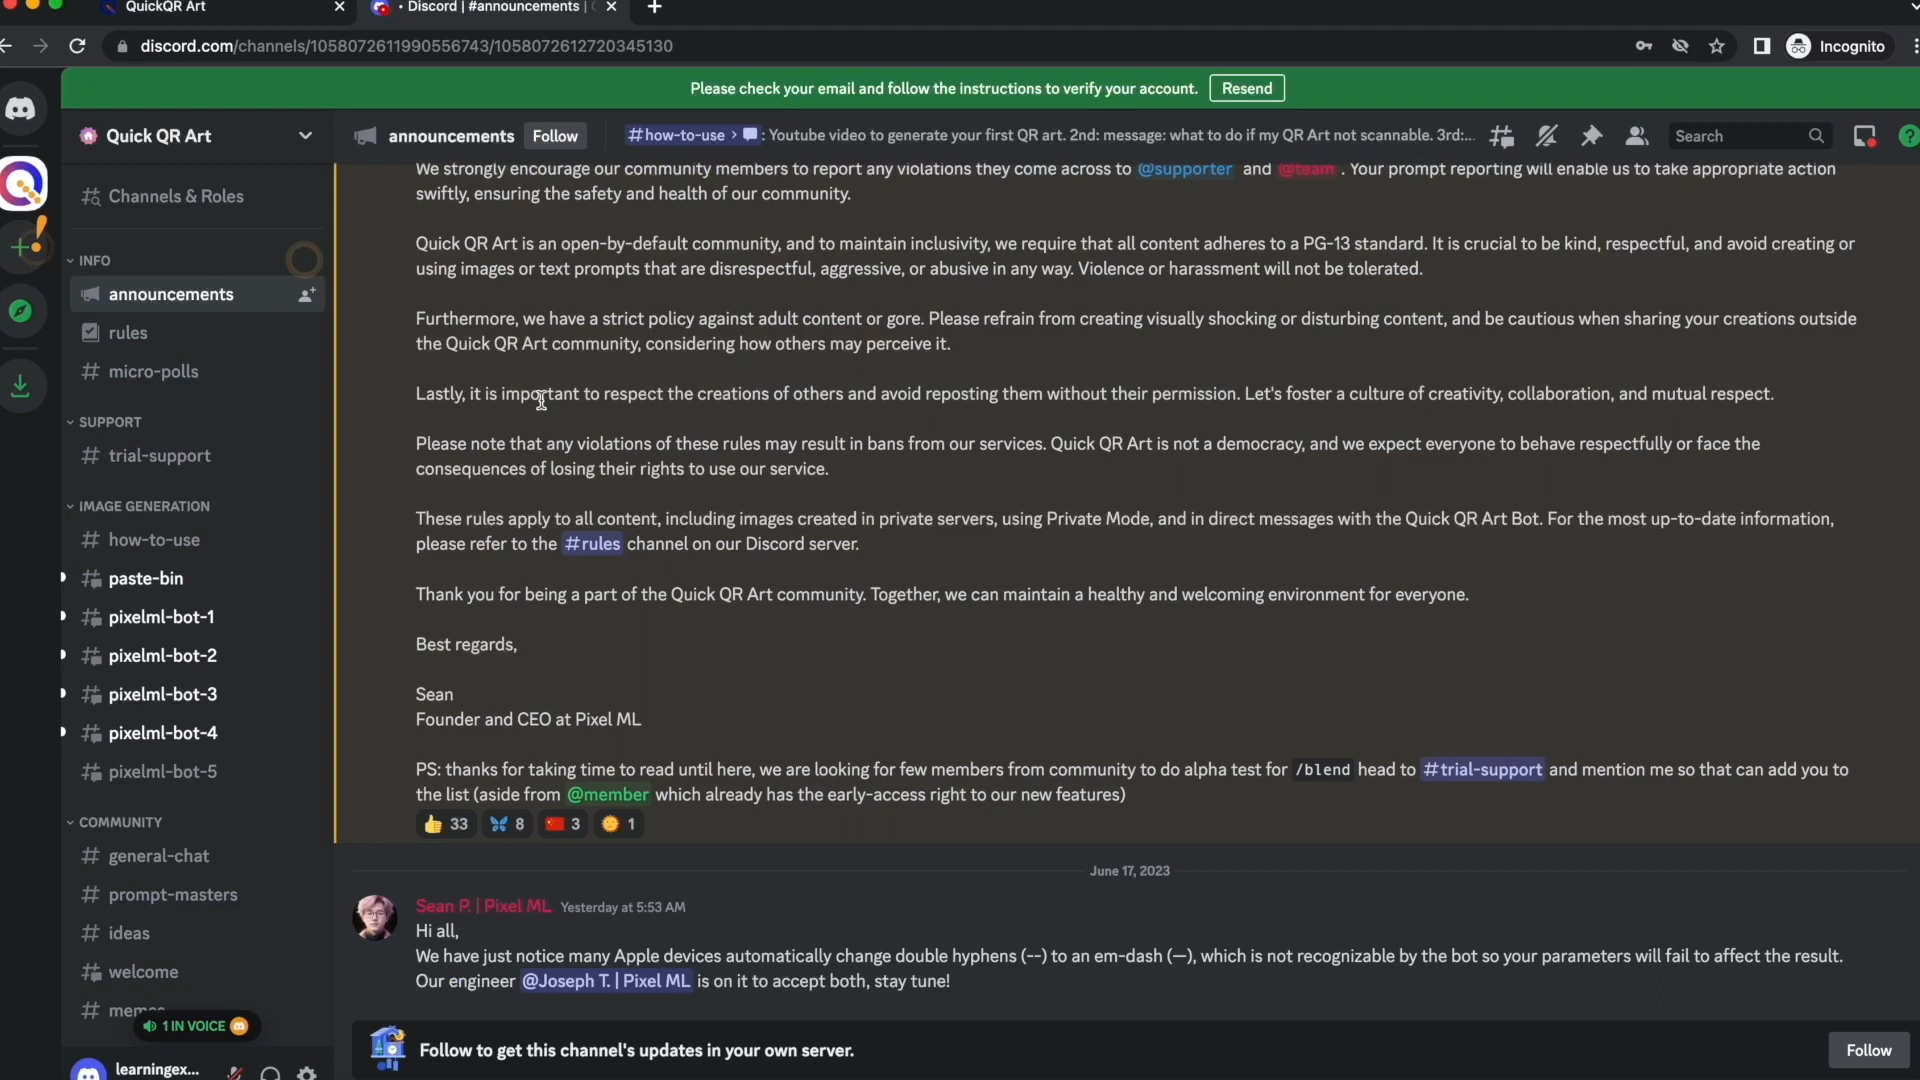 QuickQR Art
• Discord | #announcements |
discord.com/channels/1058072611990556743/1058072612720345130
Incognito
Please check your email and follow the instructions to verify your account.
Resend
Quick QR Art
announcements
Follow
#how-to-use > : Youtube video to generate your first QR art. 2nd: message: what to do if my QR Art not scannable. 3rd:...
Search
Channels & Roles
INFO
announcements
rules
micro-polls
SUPPORT
trial-support
IMAGE GENERATION
how-to-use
paste-bin
pixelml-bot-1
pixelml-bot-2
pixelml-bot-3
pixelml-bot-4
pixelml-bot-5
COMMUNITY
general-chat
prompt-masters
ideas
welcome
memes
1 IN VOICE
learningex...
We strongly encourage our community members to report any violations they come across to @supporter and @team . Your prompt reporting will enable us to take appropriate action
swiftly, ensuring the safety and health of our community.
Quick QR Art is an open-by-default community, and to maintain inclusivity, we require that all content adheres to a PG-13 standard. It is crucial to be kind, respectful, and avoid creating or
using images or text prompts that are disrespectful, aggressive, or abusive in any way. Violence or harassment will not be tolerated.
Furthermore, we have a strict policy against adult content or gore. Please refrain from creating visually shocking or disturbing content, and be cautious when sharing your creations outside
the Quick QR Art community, considering how others may perceive it.
Lastly, it is important to respect the creations of others and avoid reposting them without their permission. Let's foster a culture of creativity, collaboration, and mutual respect.
Please note that any violations of these rules may result in bans from our services. Quick QR Art is not a democracy, and we expect everyone to behave respectfully or face the
consequences of losing their rights to use our service.
These rules apply to all content, including images created in private servers, using Private Mode, and in direct messages with the Quick QR Art Bot. For the most up-to-date information,
please refer to the #rules channel on our Discord server.
Thank you for being a part of the Quick QR Art community. Together, we can maintain a healthy and welcoming environment for everyone.
Best regards,
Sean
Founder and CEO at Pixel ML
PS: thanks for taking time to read until here, we are looking for few members from community to do alpha test for /blend head to #trial-support and mention me so that can add you to
the list (aside from @member which already has the early-access right to our new features)
33 8 3 1
June 17, 2023
Sean P. | Pixel ML Yesterday at 5:53 AM
Hi all,
We have just notice many Apple devices automatically change double hyphens (--) to an em-dash (—), which is not recognizable by the bot so your parameters will fail to affect the result.
Our engineer @Joseph T. | Pixel ML is on it to accept both, stay tune!
Follow to get this channel's updates in your own server.
Follow